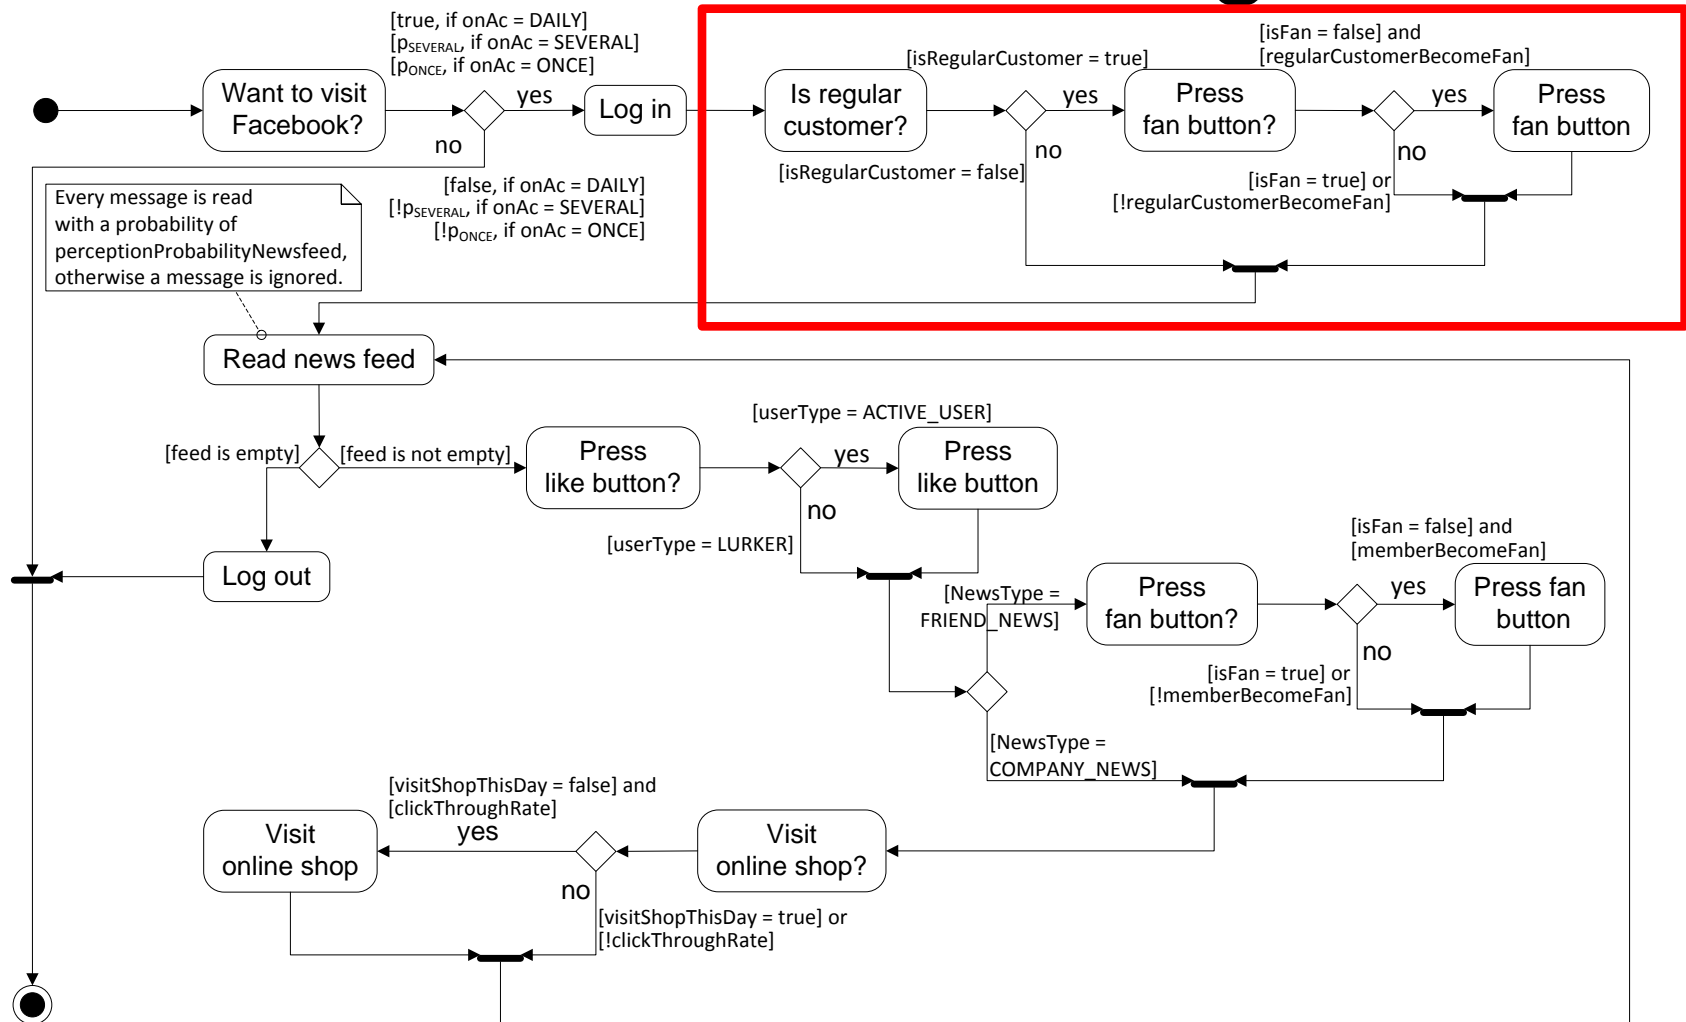 [true, if onAc = DAILY]
[pSEVERAL, if onAc = SEVERAL]
[pONCE, if onAc = ONCE]
Want to visit
Facebook?
yes
no
Log in
[false, if onAc = DAILY]
[!pSEVERAL, if onAc = SEVERAL]
[!pONCE, if onAc = ONCE]
Is regular
customer?
[isRegularCustomer = true]
yes
no
[isRegularCustomer = false]
Press
fan button?
[isFan = false] and
[regularCustomerBecomeFan]
yes
no
Press
fan button
[isFan = true] or
[!regularCustomerBecomeFan]
Every message is read
with a probability of
perceptionProbabilityNewsfeed,
otherwise a message is ignored.
Read news feed
[feed is empty]
[feed is not empty]
Log out
Press
like button?
[userType = ACTIVE_USER]
yes
no
Press
like button
[userType = LURKER]
[NewsType =
FRIEND_NEWS]
Press
fan button?
[isFan = false] and
[memberBecomeFan]
yes
no
Press fan
button
[isFan = true] or
[!memberBecomeFan]
[NewsType =
COMPANY_NEWS]
Visit
online shop?
[visitShopThisDay = false] and
[clickThroughRate]
yes
no
Visit
online shop
[visitShopThisDay = true] or
[!clickThroughRate]